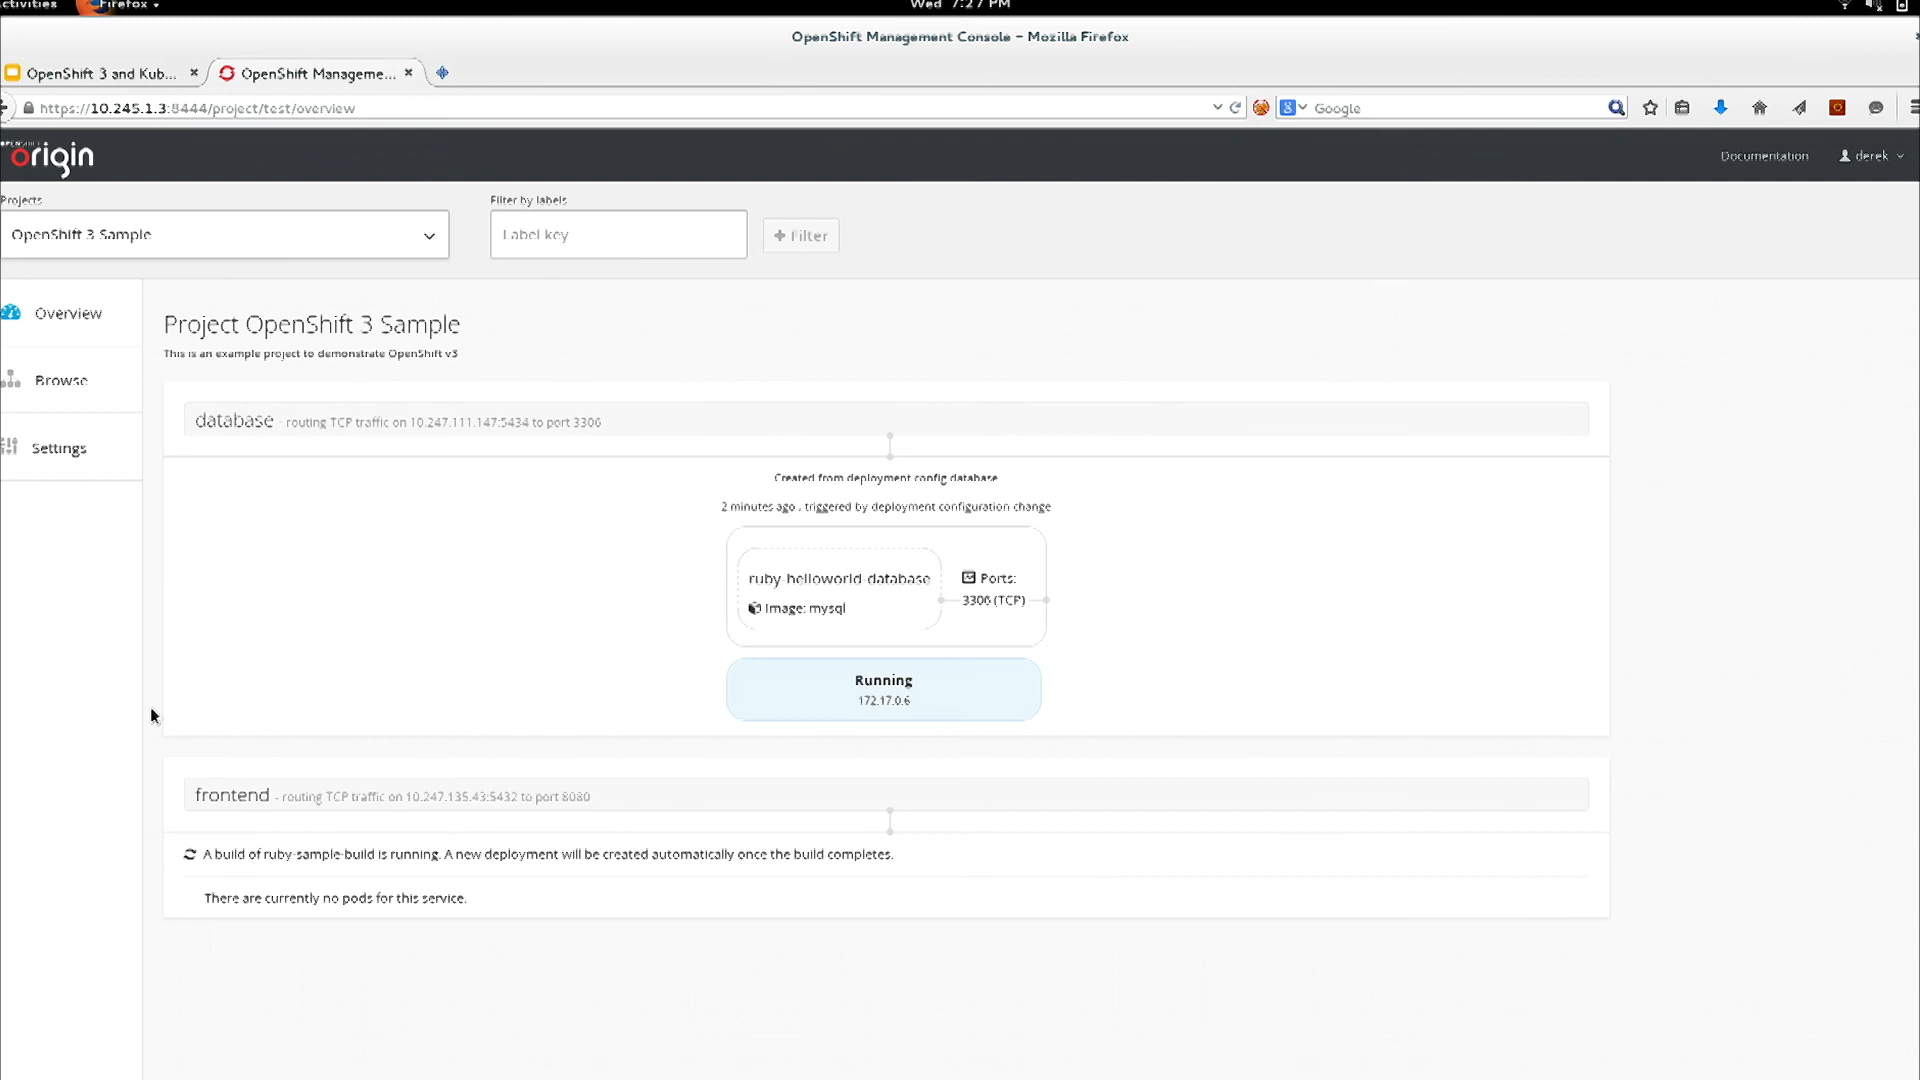 ctivities Firefox
Wed 7:27 PM
OpenShift Management Console - Mozilla Firefox
OpenShift 3 and Kub... × OpenShift Manageme... ×
https://10.245.1.3:8444/project/test/overview
Google
origin
Documentation derek
Projects
Filter by labels
OpenShift 3 Sample
Label key
+ Filter
Overview
Browse
Settings
Project OpenShift 3 Sample
This is an example project to demonstrate OpenShift v3
database - routing TCP traffic on 10.247.111.147:5434 to port 3306
Created from deployment config database
2 minutes ago , triggered by deployment configuration change
ruby-helloworld-database
Image: mysql
Ports:
3306 (TCP)
Running
172.17.0.6
frontend - routing TCP traffic on 10.247.135.43:5432 to port 8080
A build of ruby-sample-build is running. A new deployment will be created automatically once the build completes.
There are currently no pods for this service.